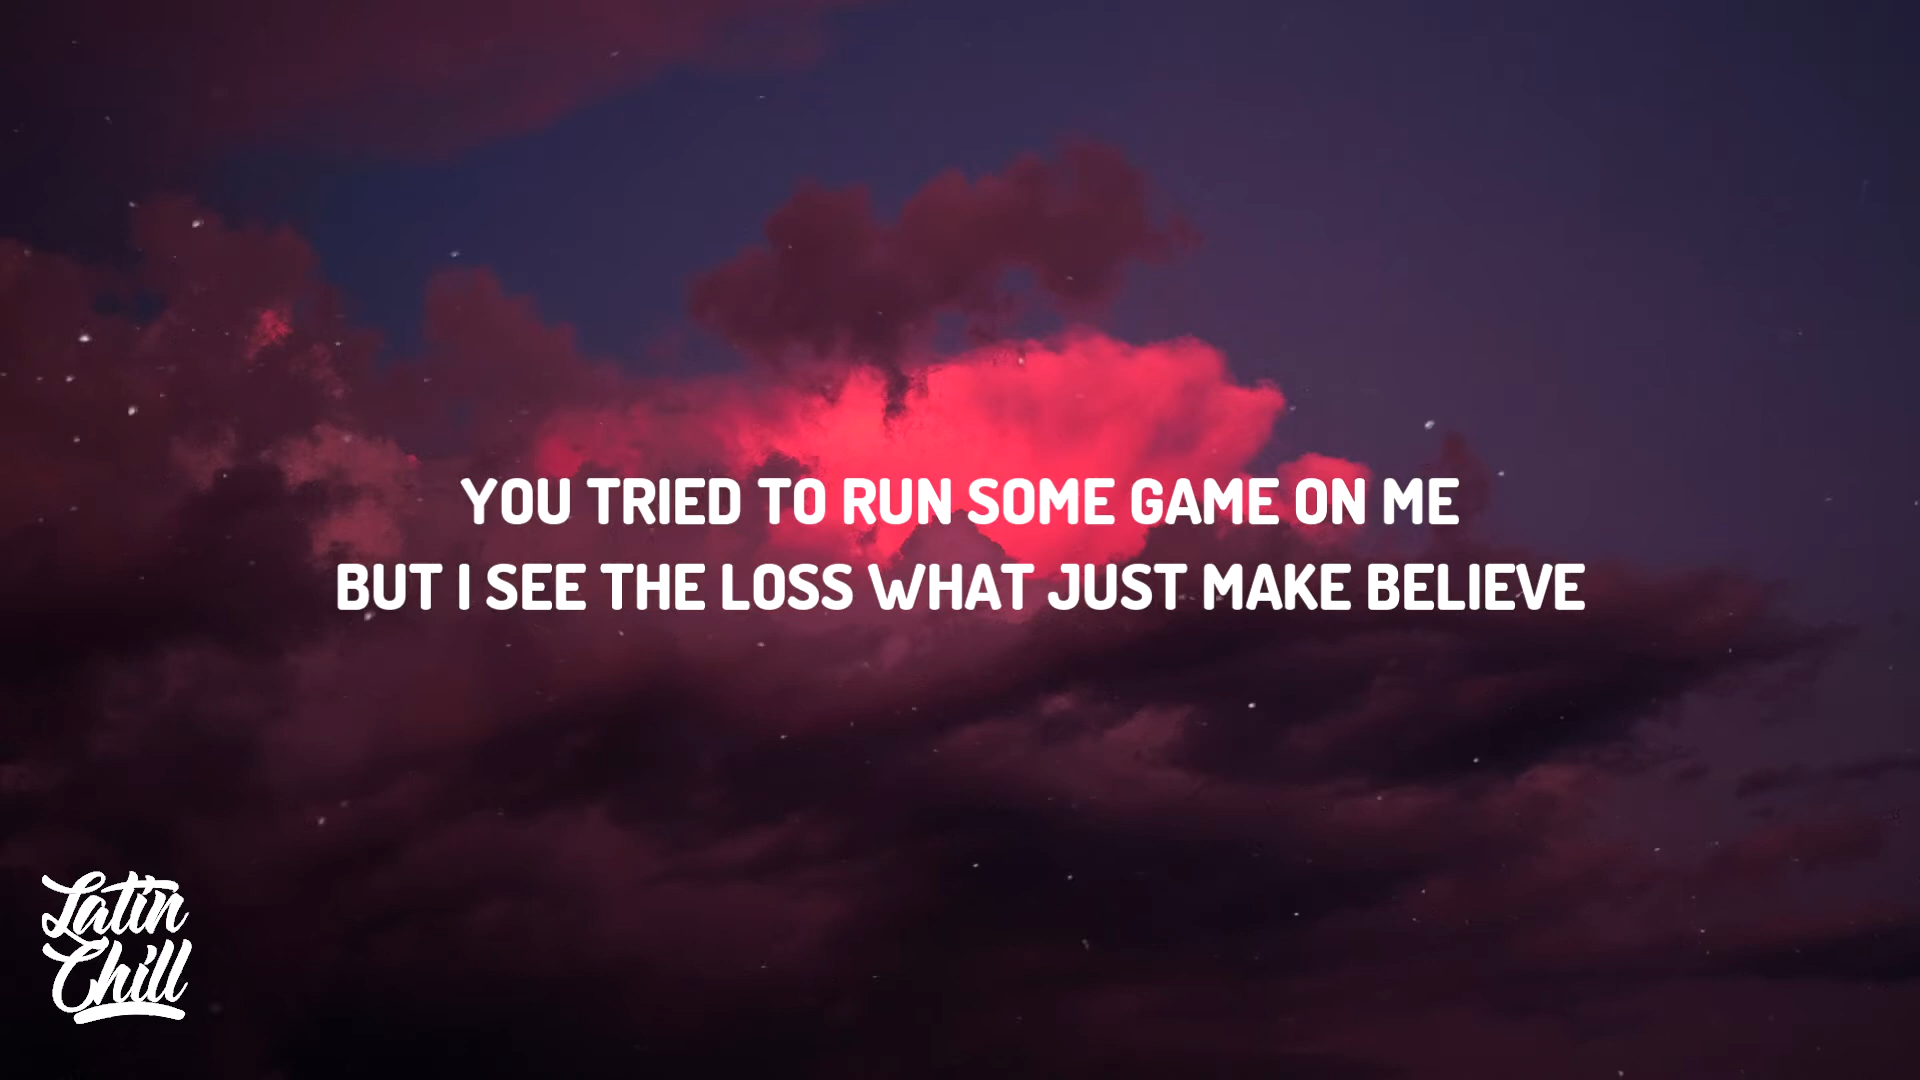 YOU TRIED TO RUN SOME GAME ON ME
BUT I SEE THE LOSS WHAT JUST MAKE BELIEVE
Latin
Chill